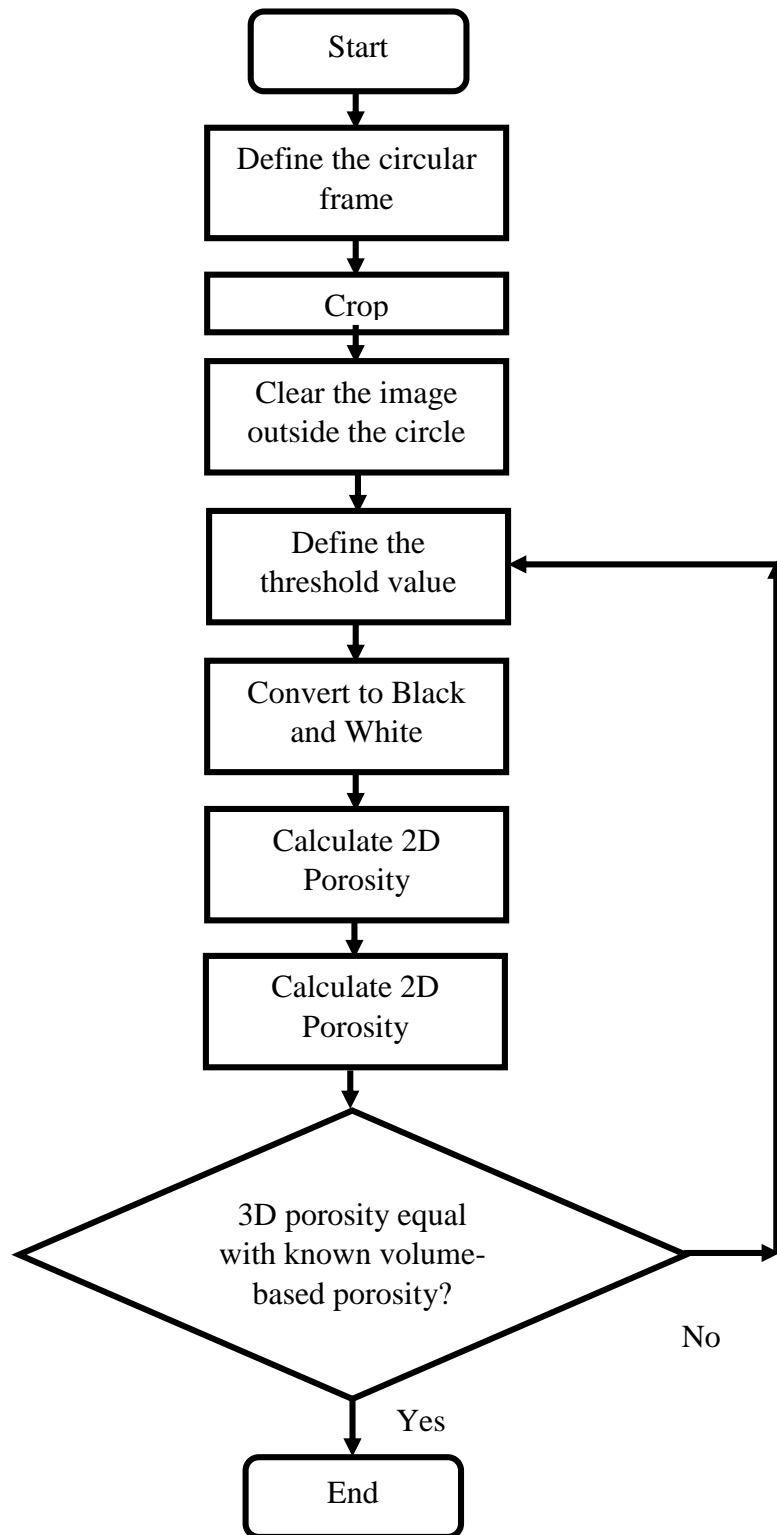 Start
Define the circular
frame
Crop
Clear the image
outside the circle
Define the
threshold value
Convert to Black
and White
Calculate 2D
Porosity
Calculate 2D
Porosity
3D porosity equal
with known volume-
based porosity?
No
Yes
End